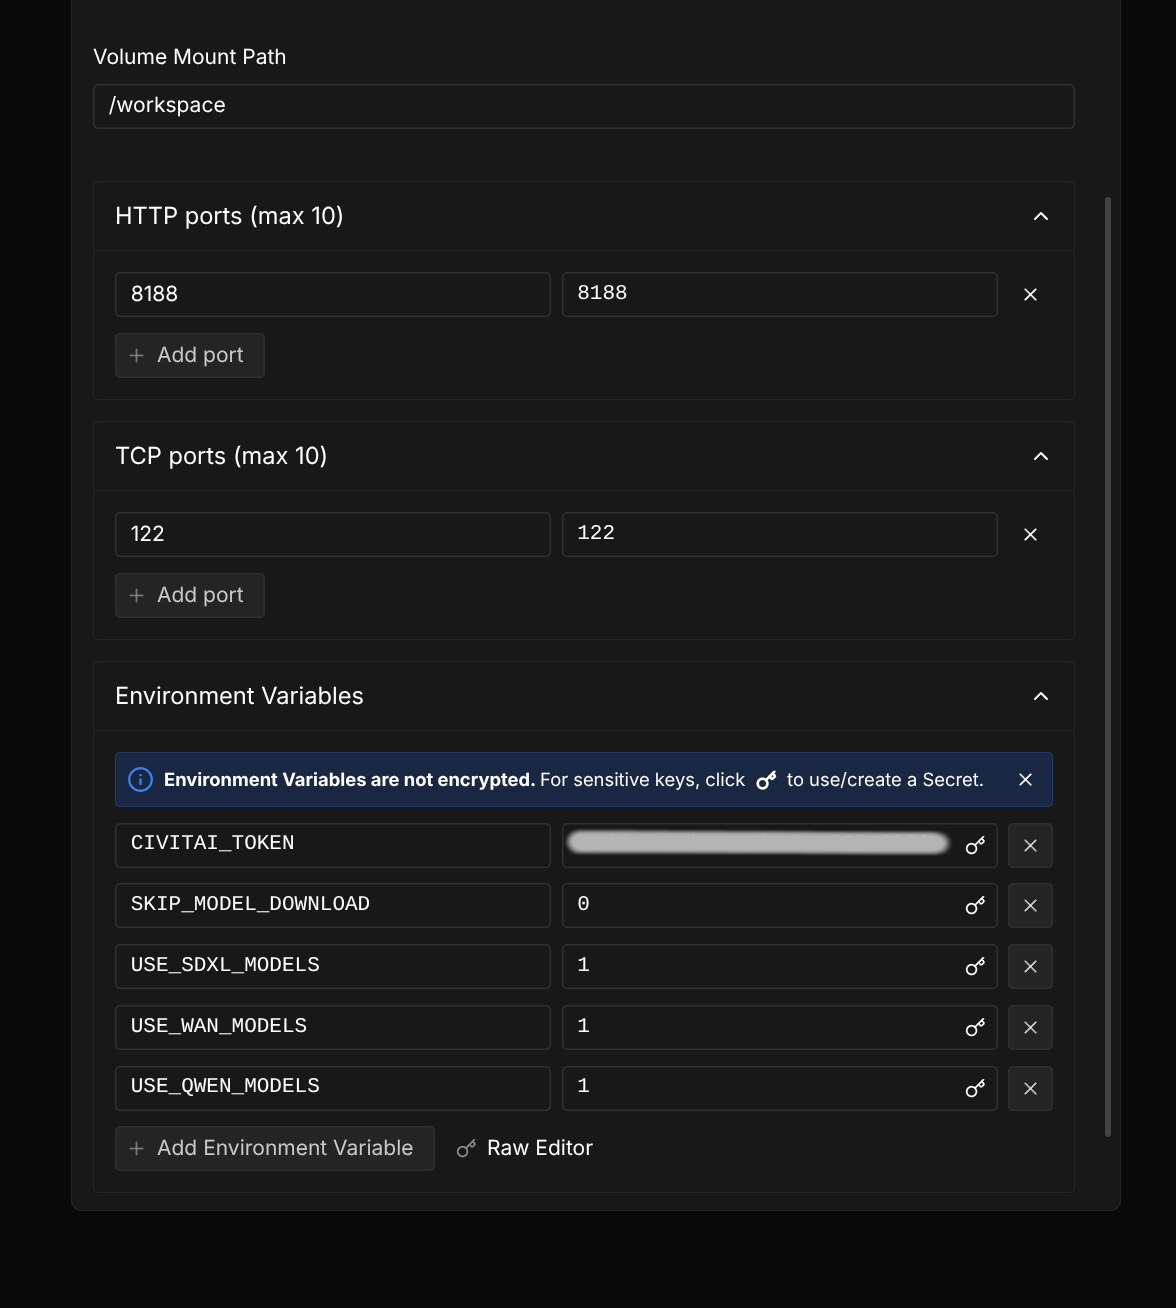 Volume Mount Path
/workspace
HTTP ports (max 10)
8188 8188
+ Add port
TCP ports (max 10)
122 122
+ Add port
Environment Variables
Environment Variables are not encrypted. For sensitive keys, click to use/create a Secret.
CIVITAI_TOKEN
SKIP_MODEL_DOWNLOAD 0
USE_SDXL_MODELS 1
USE_WAN_MODELS 1
USE_QWEN_MODELS 1
+ Add Environment Variable Raw Editor